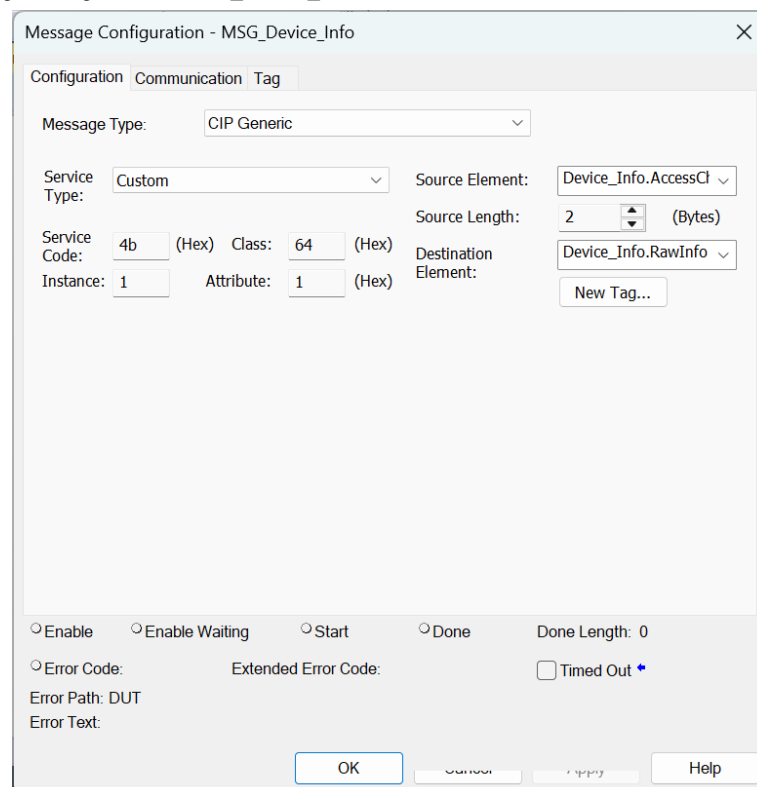 Message Configuration - MSG_Device_Info
Configuration Communication Tag
Message Type: CIP Generic
Service Type: Custom
Source Element: Device_Info.AccessCh
Source Length: 2 (Bytes)
Service Code: 4b (Hex) Class: 64 (Hex)
Destination Element: Device_Info.RawInfo
Instance: 1 Attribute: 1 (Hex)
New Tag...
Enable Enable Waiting Start Done Done Length: 0
Error Code: Extended Error Code: Timed Out
Error Path: DUT
Error Text:
OK Help